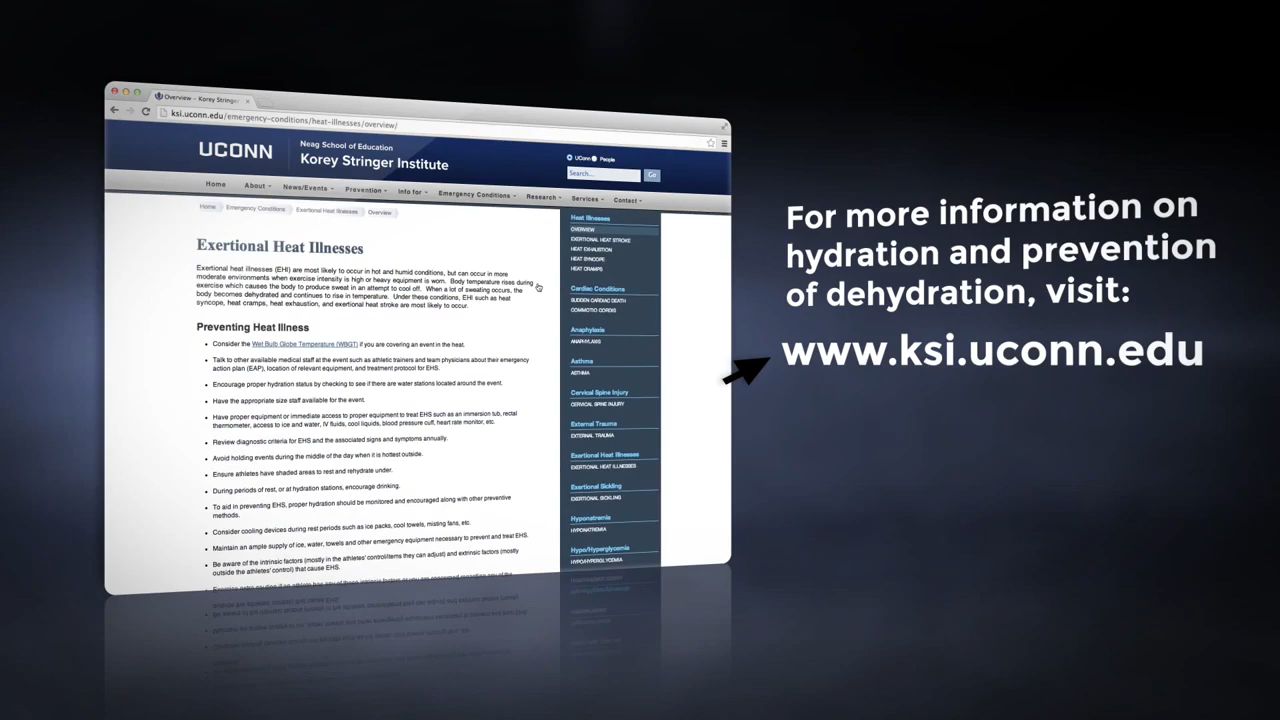 Overview – Korey Stringer
ksi.uconn.edu/emergency-conditions/heat-illnesses/overview/
UCONN
Neag School of Education
Korey Stringer Institute
UConn People
Search... Go
Home About News/Events Prevention Info for Emergency Conditions Research Services Contact
Home Emergency Conditions Exertional Heat Illnesses Overview
Exertional Heat Illnesses
Exertional heat illnesses (EHI) are most likely to occur in hot and humid conditions, but can occur in more
moderate environments when exercise intensity is high or heavy equipment is worn. Body temperature rises during
exercise which causes the body to produce sweat in an attempt to cool off. When a lot of sweating occurs, the
body becomes dehydrated and continues to rise in temperature. Under these conditions, EHI such as heat
syncope, heat cramps, heat exhaustion, and exertional heat stroke are most likely to occur.
Preventing Heat Illness
• Consider the Wet Bulb Globe Temperature (WBGT) if you are covering an event in the heat.
• Talk to other available medical staff at the event such as athletic trainers and team physicians about their emergency
action plan (EAP), location of relevant equipment, and treatment protocol for EHS.
• Encourage proper hydration status by checking to see if there are water stations located around the event.
• Have the appropriate size staff available for the event.
• Have proper equipment or immediate access to proper equipment to treat EHS such as an immersion tub, rectal
thermometer, access to ice and water, IV fluids, cool liquids, blood pressure cuff, heart rate monitor, etc.
• Review diagnostic criteria for EHS and the associated signs and symptoms annually.
• Avoid holding events during the middle of the day when it is hottest outside.
• Ensure athletes have shaded areas to rest and rehydrate under.
• During periods of rest, or at hydration stations, encourage drinking.
• To aid in preventing EHS, proper hydration should be monitored and encouraged along with other preventive
methods.
• Consider cooling devices during rest periods such as ice packs, cool towels, misting fans, etc.
• Maintain an ample supply of ice, water, towels and other emergency equipment necessary to prevent and treat EHS.
• Be aware of the intrinsic factors (mostly in the athletes' control/items they can adjust) and extrinsic factors (mostly
outside the athletes' control) that cause EHS.
Heat Illnesses
OVERVIEW
EXERTIONAL HEAT STROKE
HEAT EXHAUSTION
HEAT SYNCOPE
HEAT CRAMPS
Cardiac Conditions
SUDDEN CARDIAC DEATH
COMMOTIO CORDIS
Anaphylaxis
ANAPHYLAXIS
Asthma
ASTHMA
Cervical Spine Injury
CERVICAL SPINE INJURY
External Trauma
EXTERNAL TRAUMA
Exertional Heat Illnesses
EXERTIONAL HEAT ILLNESSES
Exertional Sickling
EXERTIONAL SICKLING
Hyponatremia
HYPONATREMIA
Hypo/Hyperglycemia
HYPO/HYPERGLYCEMIA
For more information on
hydration and prevention
of dehydration, visit:
www.ksi.uconn.edu